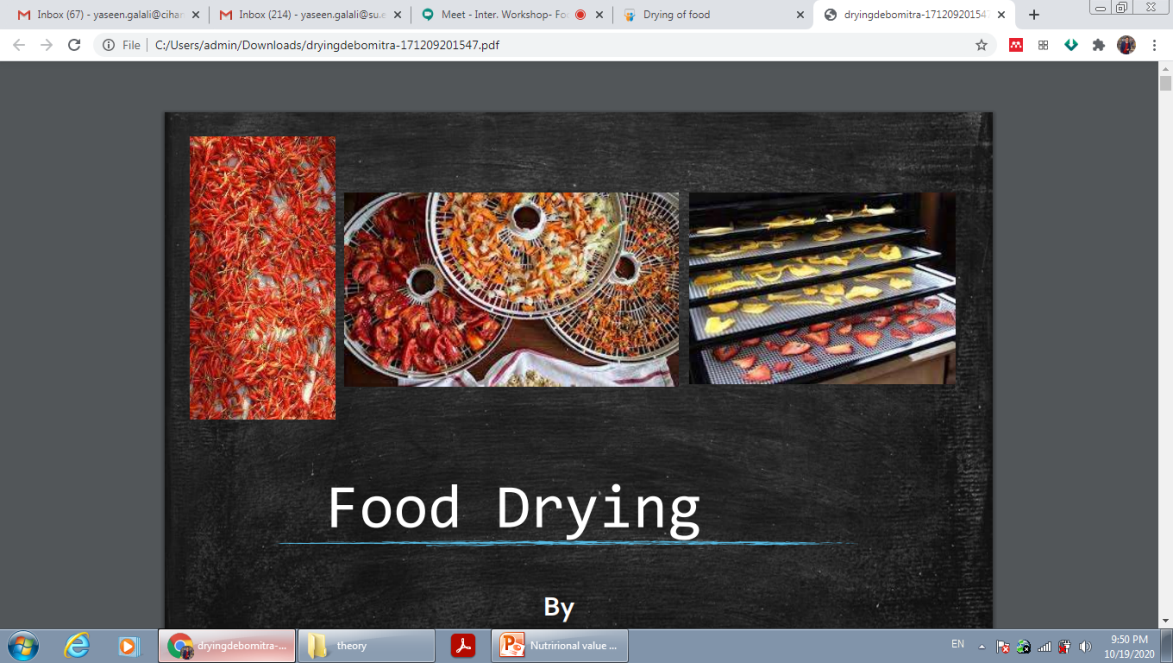 Inbox (67) - yaseen.galali@cihan
Inbox (214) - yaseen.galali@su.e
Meet - Inter. Workshop- Foo
Drying of food
dryingdebomitra-171209201547
File
C:/Users/admin/Downloads/dryingdebomitra-171209201547.pdf
Food Drying
By
dryingdebomitra-...
theory
Nutrirional value ...
EN
9:50 PM
10/19/2020